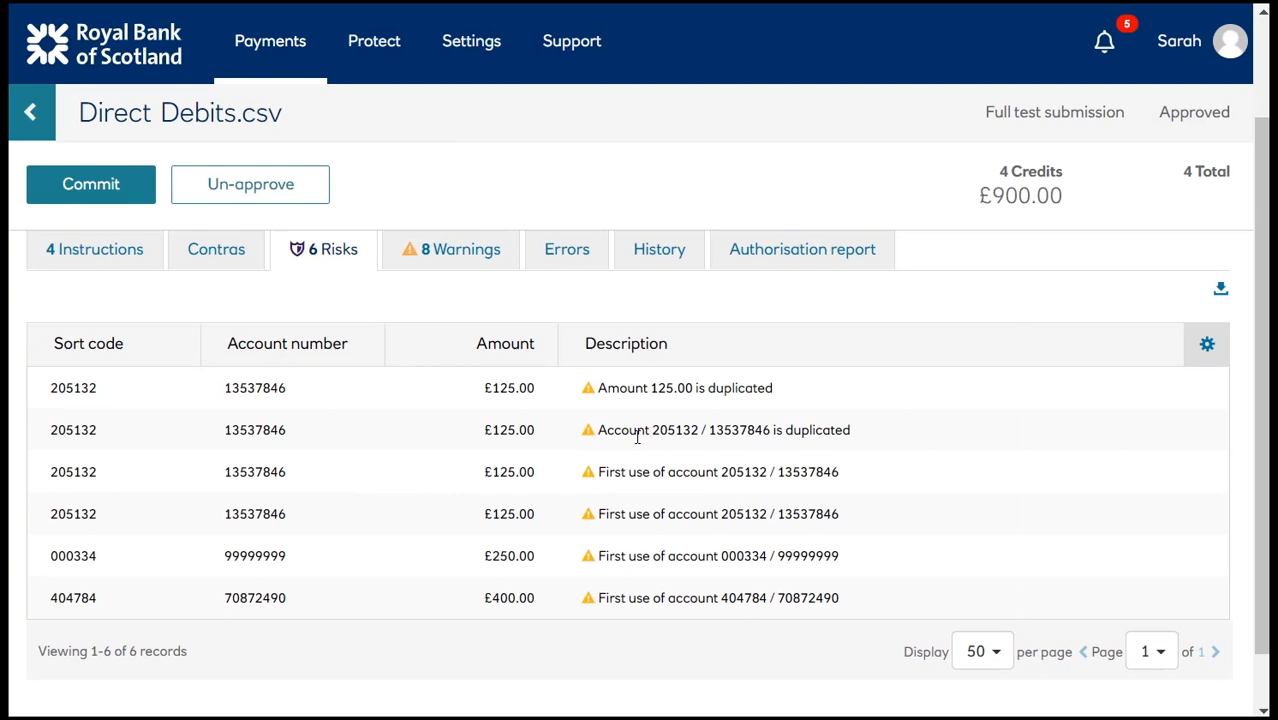 Royal Bank of Scotland
Payments Protect Settings Support 5 Sarah
Direct Debits.csv Full test submission Approved
Commit Un-approve
4 Credits 4 Total
£900.00
4 Instructions Contras 6 Risks 8 Warnings Errors History Authorisation report
Sort code Account number Amount Description
205132 13537846 £125.00 Amount 125.00 is duplicated
205132 13537846 £125.00 Account 205132 / 13537846 is duplicated
205132 13537846 £125.00 First use of account 205132 / 13537846
205132 13537846 £125.00 First use of account 205132 / 13537846
000334 99999999 £250.00 First use of account 000334 / 99999999
404784 70872490 £400.00 First use of account 404784 / 70872490
Viewing 1-6 of 6 records Display 50 per page Page 1 of 1